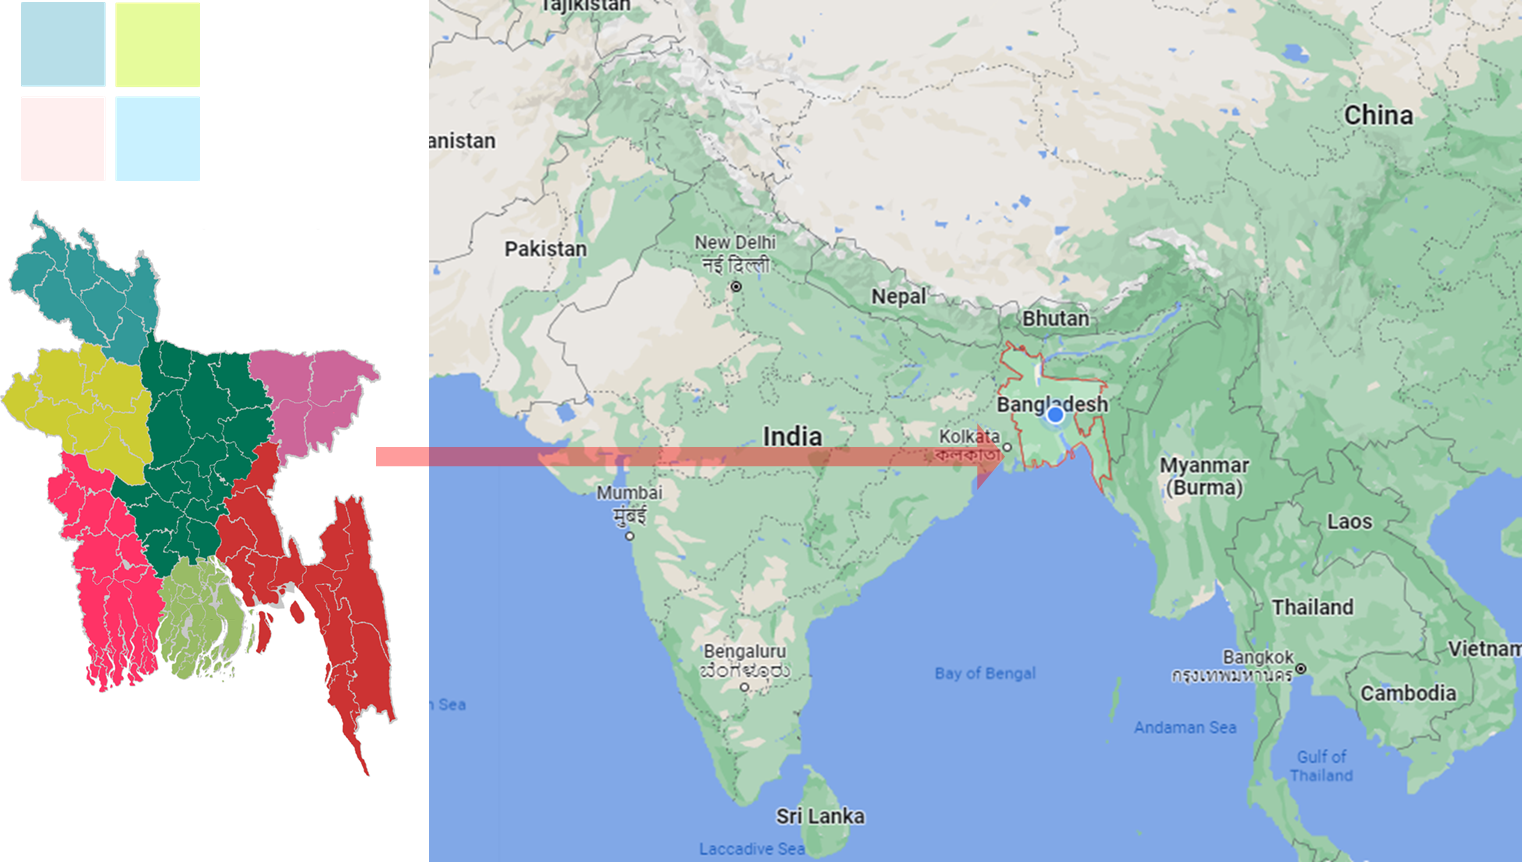 Tajikistan
China
anistan
Pakistan
New Delhi
नई दिल्ली
Nepal
Bhutan
Bangladesh
India
Kolkata
কলকাতা
Myanmar
(Burma)
Mumbai
मुंबई
Laos
Thailand
Vietnam
Bengaluru
ಬೆಂಗಳೂರು
Bangkok
กรุงเทพมหานคร
Bay of Bengal
Cambodia
n Sea
Andaman Sea
Gulf of
Thailand
Sri Lanka
Laccadive Sea